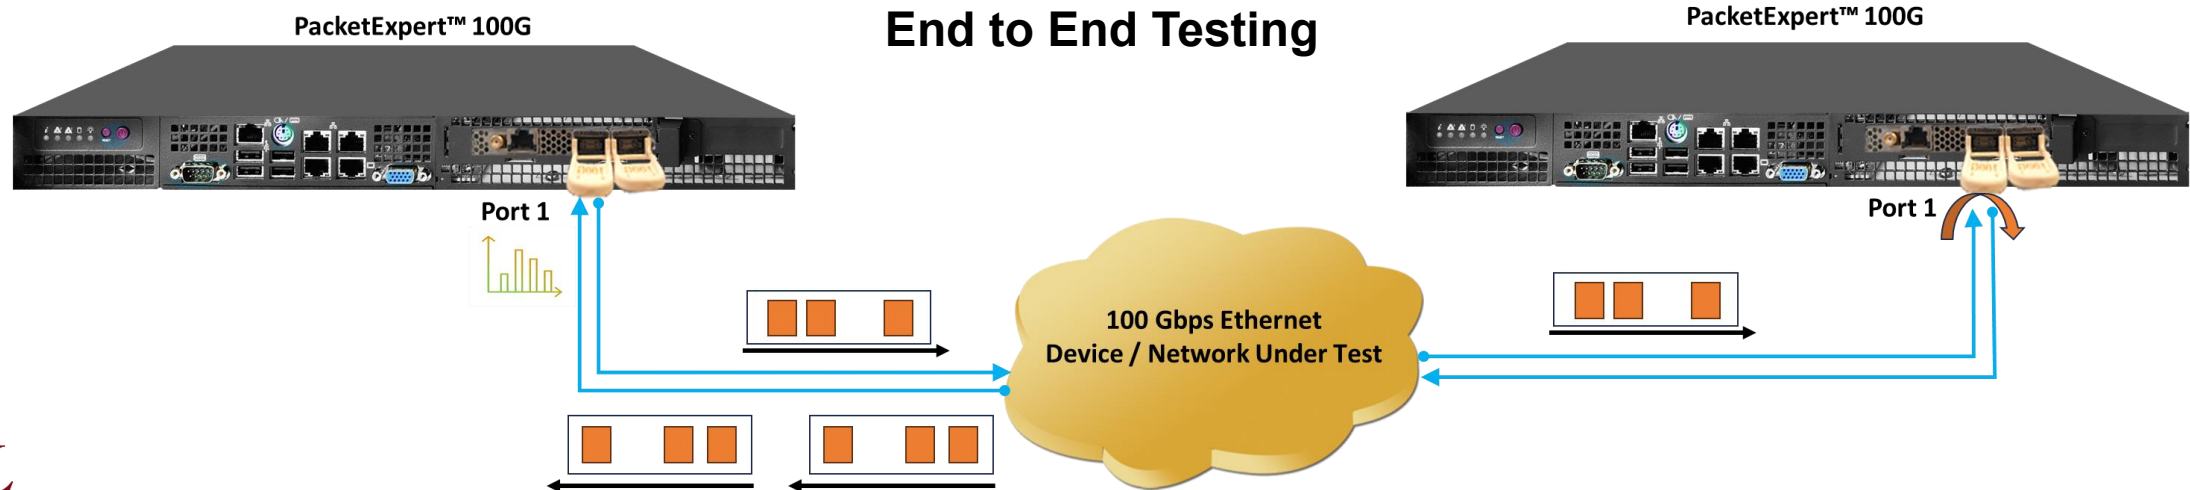 End to End Testing
PacketExpert™ 100G
PacketExpert™ 100G
Port 1
Port 1
100 Gbps Ethernet
Device / Network Under Test